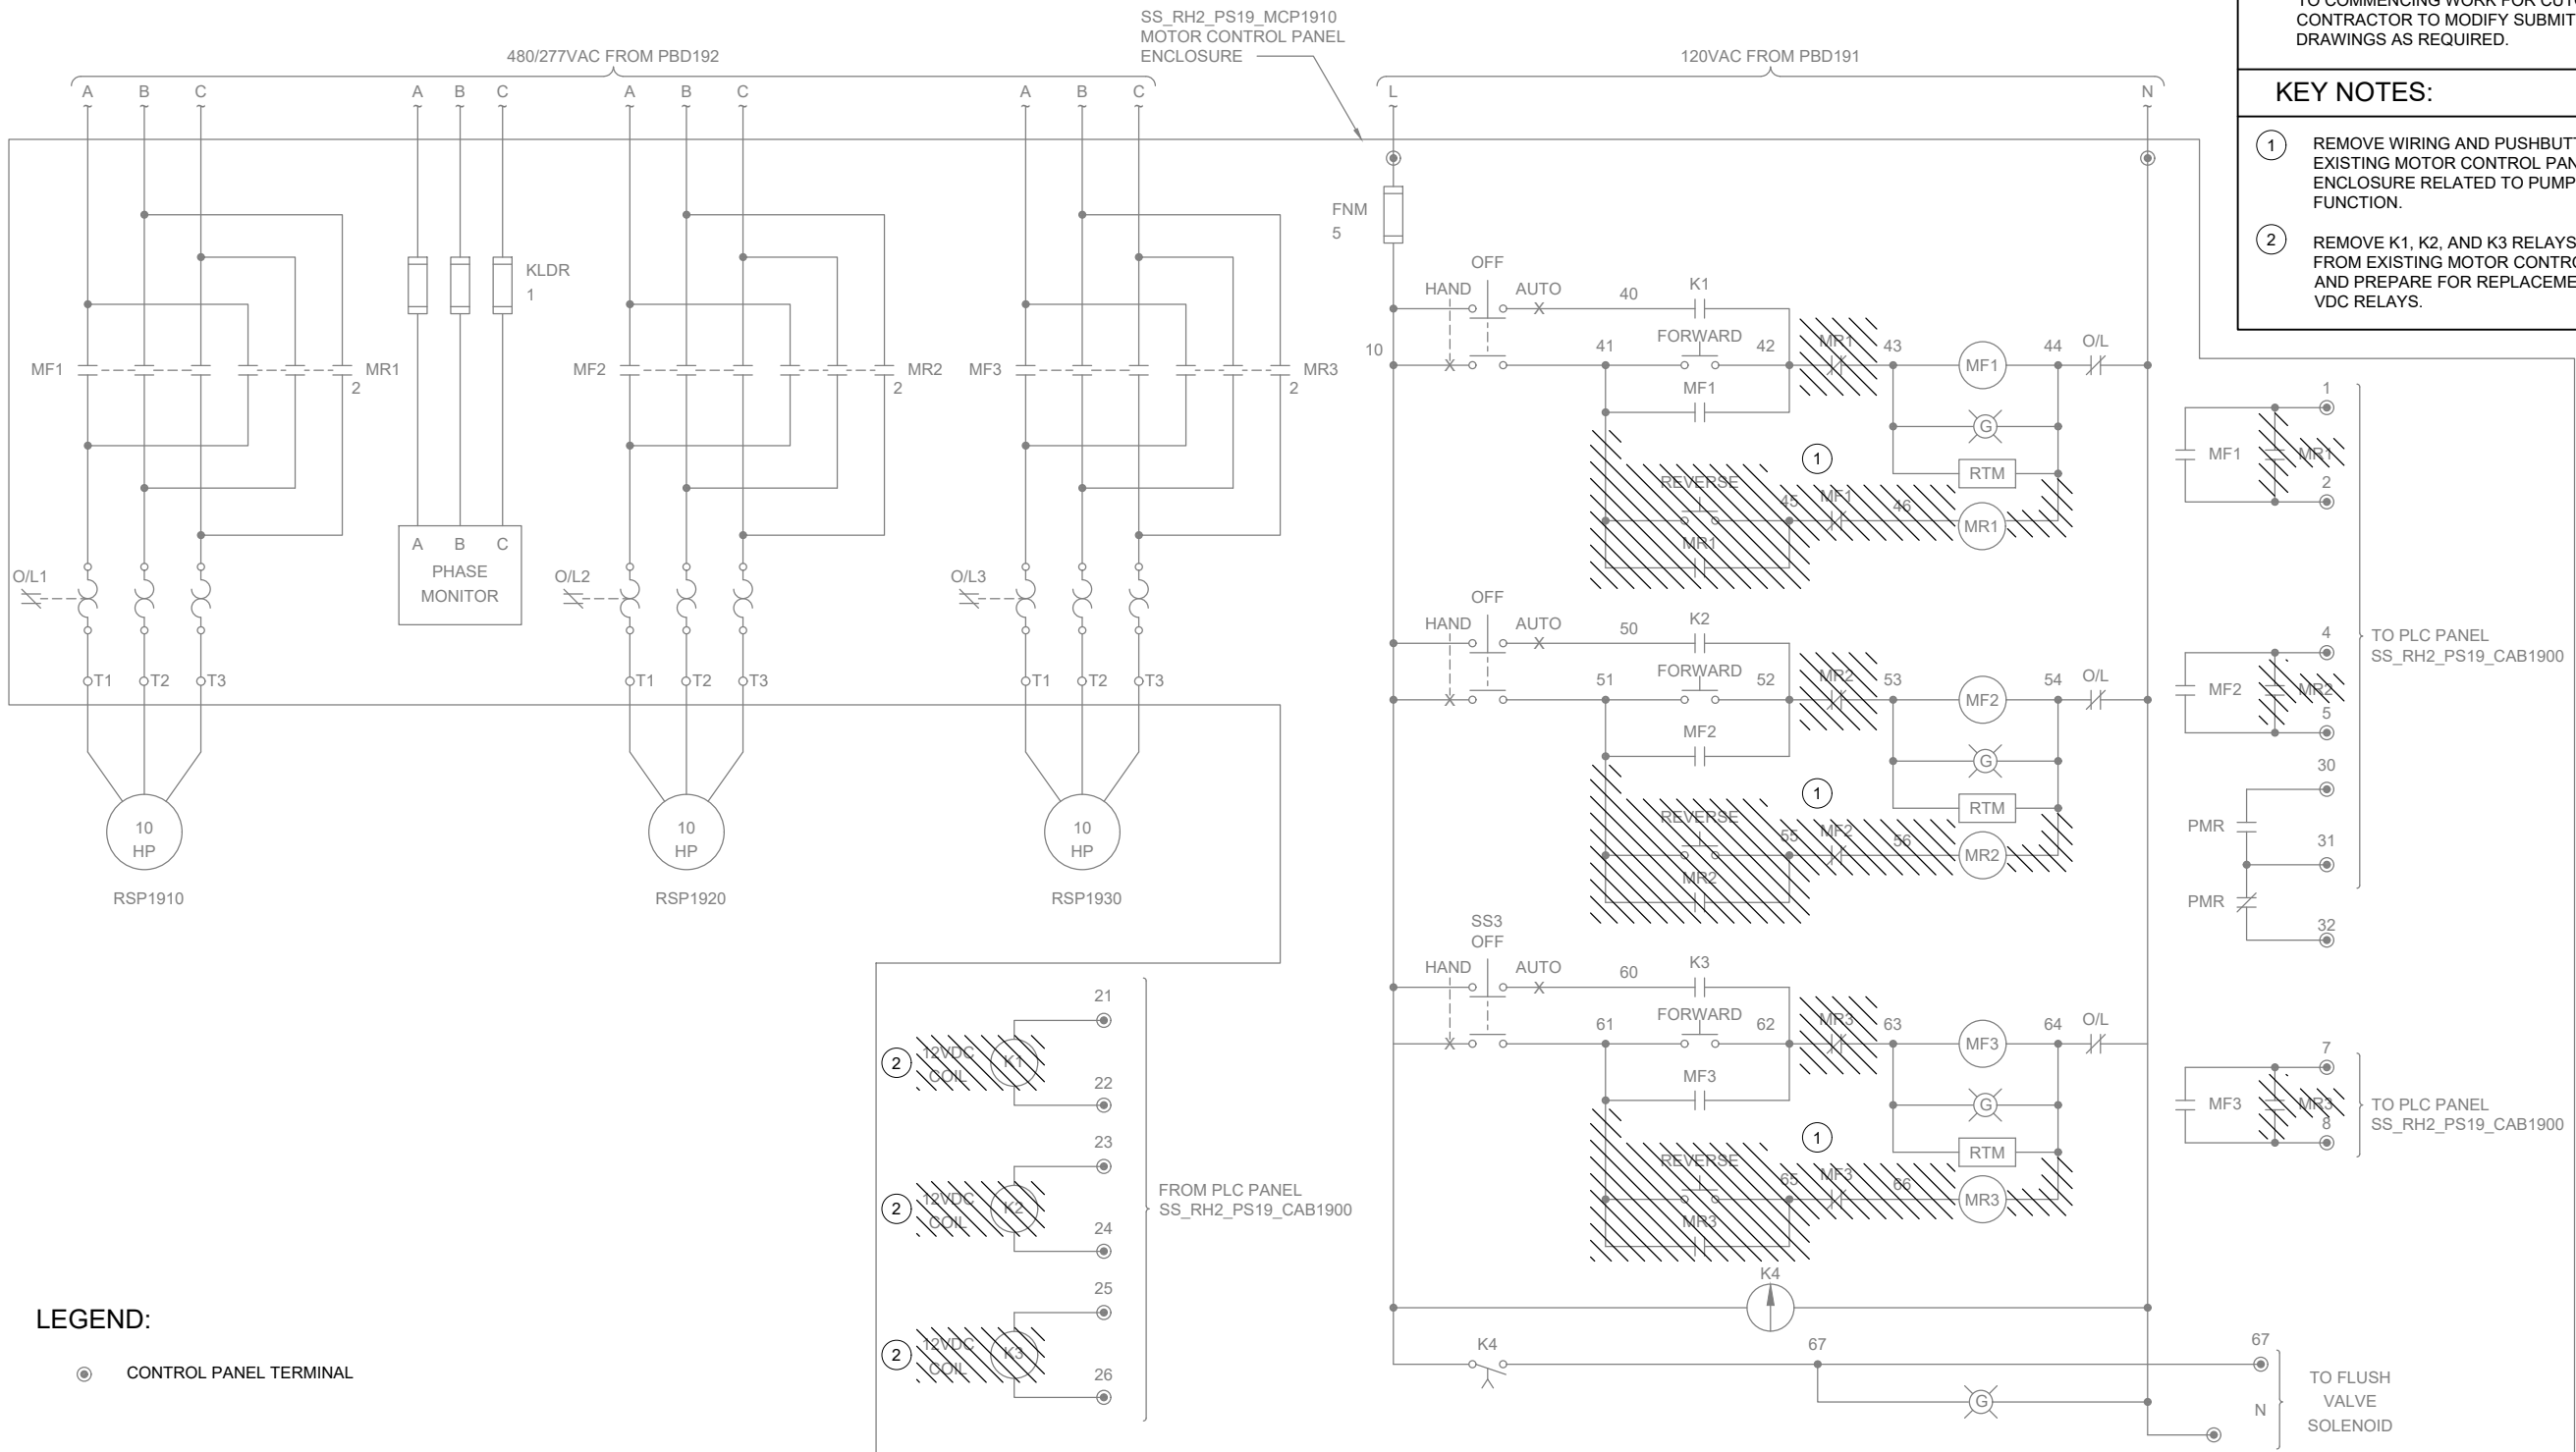 SS_RH2_PS19_MCP1910
MOTOR CONTROL PANEL
ENCLOSURE
480/277VAC FROM PBD192
120VAC FROM PBD191
A B C A B C A B C A B C
L N
CONTRACTOR TO MODIFY SUBMIT
DRAWINGS AS REQUIRED.
KEY NOTES:
1
REMOVE WIRING AND PUSHBUTT
EXISTING MOTOR CONTROL PAN
ENCLOSURE RELATED TO PUMP
FUNCTION.
2
REMOVE K1, K2, AND K3 RELAYS
FROM EXISTING MOTOR CONTRO
AND PREPARE FOR REPLACEME
VDC RELAYS.
KLDR
1
MF1
MR1
2
MF2
MR2
2
MF3
MR3
2
A B C
PHASE
MONITOR
O/L1
O/L2
O/L3
T1 T2 T3
T1 T2 T3
T1 T2 T3
10
HP
RSP1910
10
HP
RSP1920
10
HP
RSP1930
FNM
5
10
OFF
HAND AUTO 40 K1
41 FORWARD 42 MR1 43 MF1 44 O/L
MF1
G
1
RTM
REVERSE
45 MF1 46 MR1
MR1
OFF
HAND AUTO 50 K2
51 FORWARD 52 MR2 53 MF2 54 O/L
MF2
G
1
RTM
REVERSE
55 MF2 56 MR2
MR2
SS3
OFF
HAND AUTO 60 K3
61 FORWARD 62 MR3 63 MF3 64 O/L
MF3
G
1
RTM
REVERSE
65 MF3 66 MR3
MR3
K4
K4 67 67
G
N
TO FLUSH
VALVE
SOLENOID
1
MF1 MR1
2
4
MF2 MR2
5
30
PMR
31
PMR
32
TO PLC PANEL
SS_RH2_PS19_CAB1900
7
MF3 MR3
8
TO PLC PANEL
SS_RH2_PS19_CAB1900
21
2 12VDC
COIL
K1
22
23
2 12VDC
COIL
K2
24
25
2 12VDC
COIL
K3
26
FROM PLC PANEL
SS_RH2_PS19_CAB1900
LEGEND:
CONTROL PANEL TERMINAL